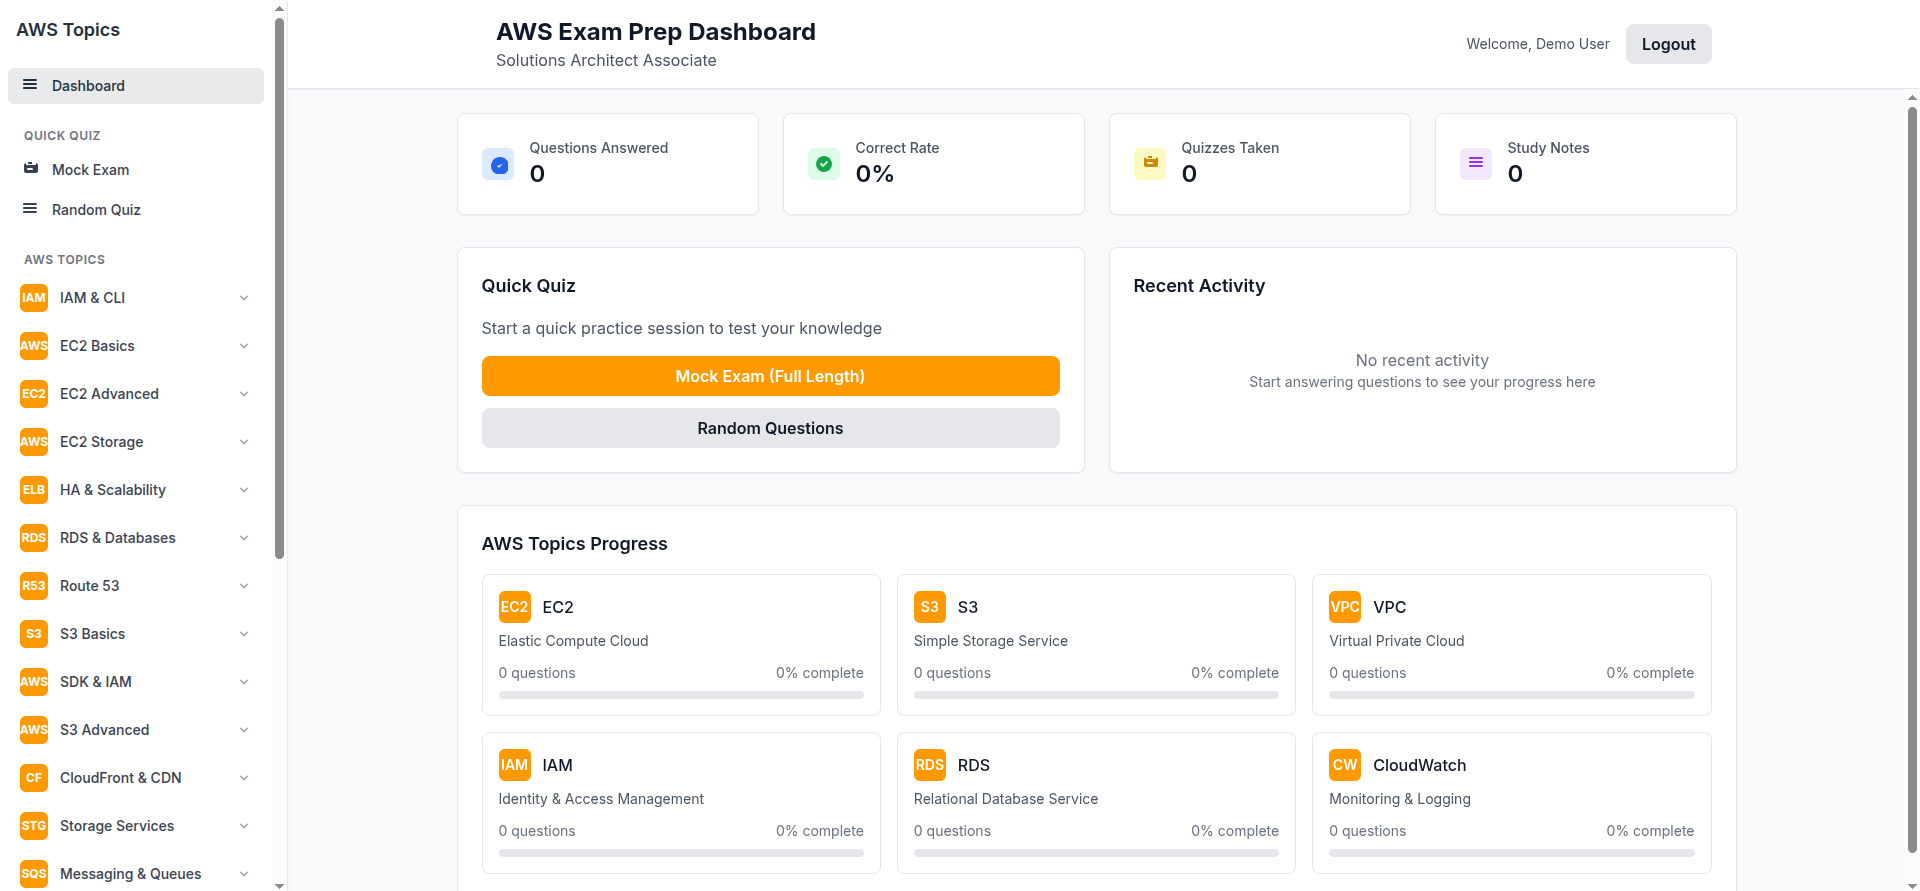 AWS Topics
Dashboard
QUICK QUIZ
Mock Exam
Random Quiz
AWS TOPICS
IAM IAM & CLI
AWS EC2 Basics
EC2 EC2 Advanced
AWS EC2 Storage
ELB HA & Scalability
RDS RDS & Databases
R53 Route 53
S3 S3 Basics
AWS SDK & IAM
AWS S3 Advanced
CF CloudFront & CDN
STG Storage Services
SQS Messaging & Queues
AWS Exam Prep Dashboard
Solutions Architect Associate
Welcome, Demo User
Logout
Questions Answered
0
Correct Rate
0%
Quizzes Taken
0
Study Notes
0
Quick Quiz
Start a quick practice session to test your knowledge
Mock Exam (Full Length)
Random Questions
Recent Activity
No recent activity
Start answering questions to see your progress here
AWS Topics Progress
EC2 EC2
Elastic Compute Cloud
0 questions 0% complete
S3 S3
Simple Storage Service
0 questions 0% complete
VPC VPC
Virtual Private Cloud
0 questions 0% complete
IAM IAM
Identity & Access Management
0 questions 0% complete
RDS RDS
Relational Database Service
0 questions 0% complete
CW CloudWatch
Monitoring & Logging
0 questions 0% complete